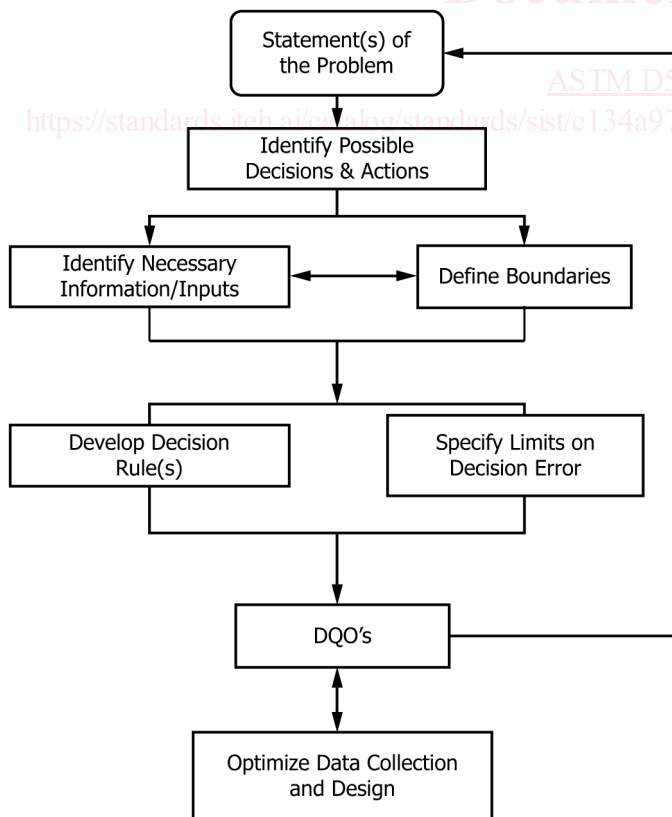 Documen
Statement(s) of
the Problem
ASTM D5
https://standards.iteh.ai/catalog/standards/sist/c134a97
Identify Possible
Decisions & Actions
Identify Necessary
Information/Inputs
Define Boundaries
Develop Decision
Rule(s)
Specify Limits on
Decision Error
DQO's
Optimize Data Collection
and Design